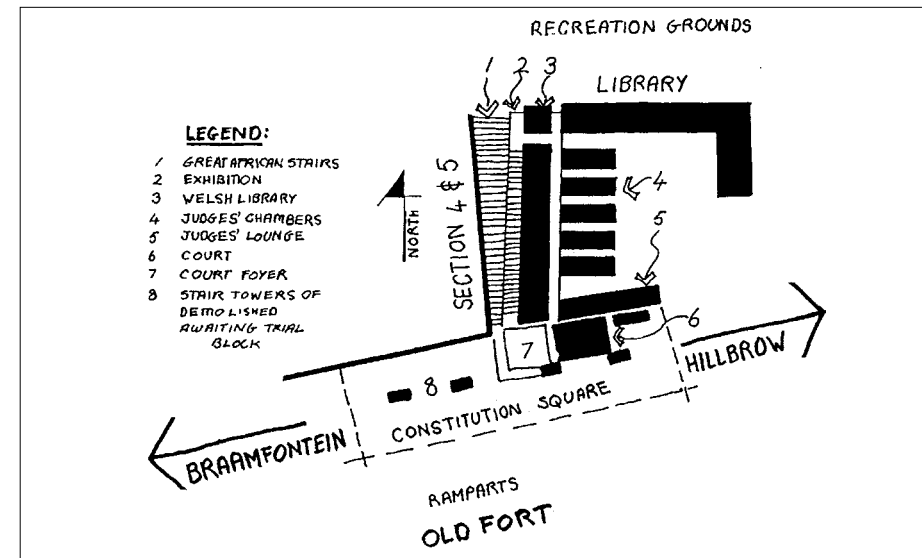 RECREATION GROUNDS
1 2 3
LIBRARY
LEGEND:
1 GREAT AFRICAN STAIRS
2 EXHIBITION
3 WELSH LIBRARY
4 JUDGES' CHAMBERS
5 JUDGES' LOUNGE
6 COURT
7 COURT FOYER
8 STAIR TOWERS OF
DEMOLISHED
AWAITING TRIAL
BLOCK
NORTH
SECTION 4 & 5
4
5
6
7
HILLBROW
8
CONSTITUTION SQUARE
BRAAMFONTEIN
RAMPARTS
OLD FORT